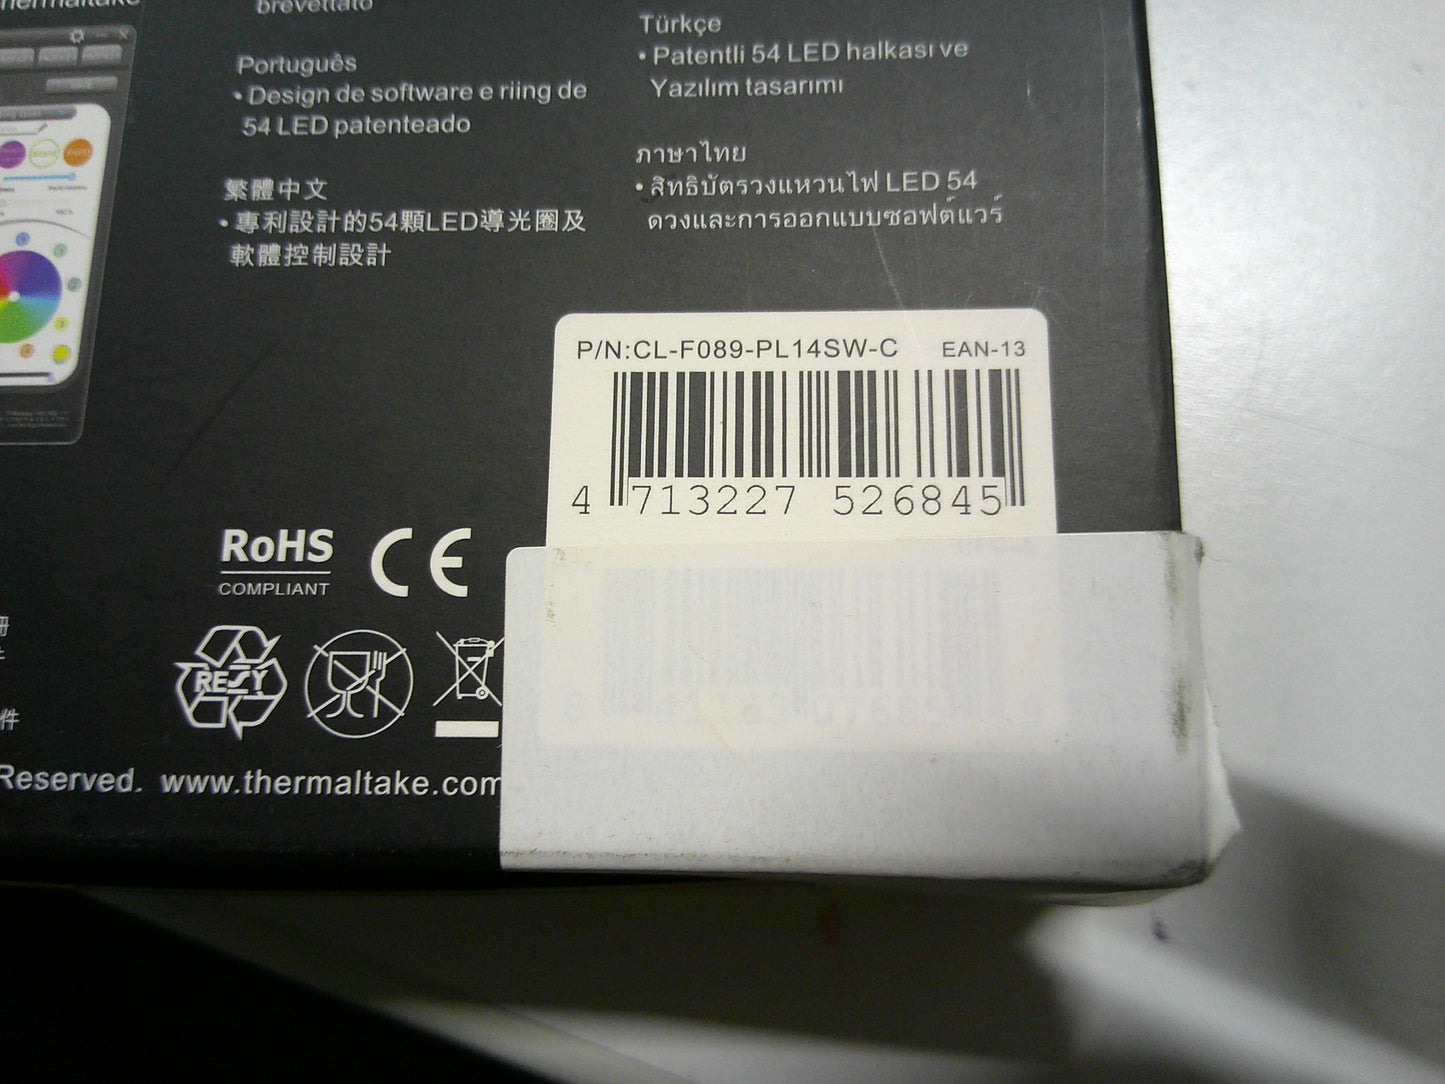 thermaltake
brevettato
Português
• Design de software e riing de
54 LED patenteado
繁體中文
• 專利設計的54顆LED導光圈及
軟體控制設計
Türkçe
• Patentli 54 LED halkası ve
Yazılım tasarımı
ภาษาไทย
• สิทธิบัตรวงแหวนไฟ LED 54
ดวงและการออกแบบซอฟต์แวร์
P/N:CL-F089-PL14SW-C EAN-13
4 713227 526845
RoHS
COMPLIANT
CE
RESY
件
Reserved. www.thermaltake.com